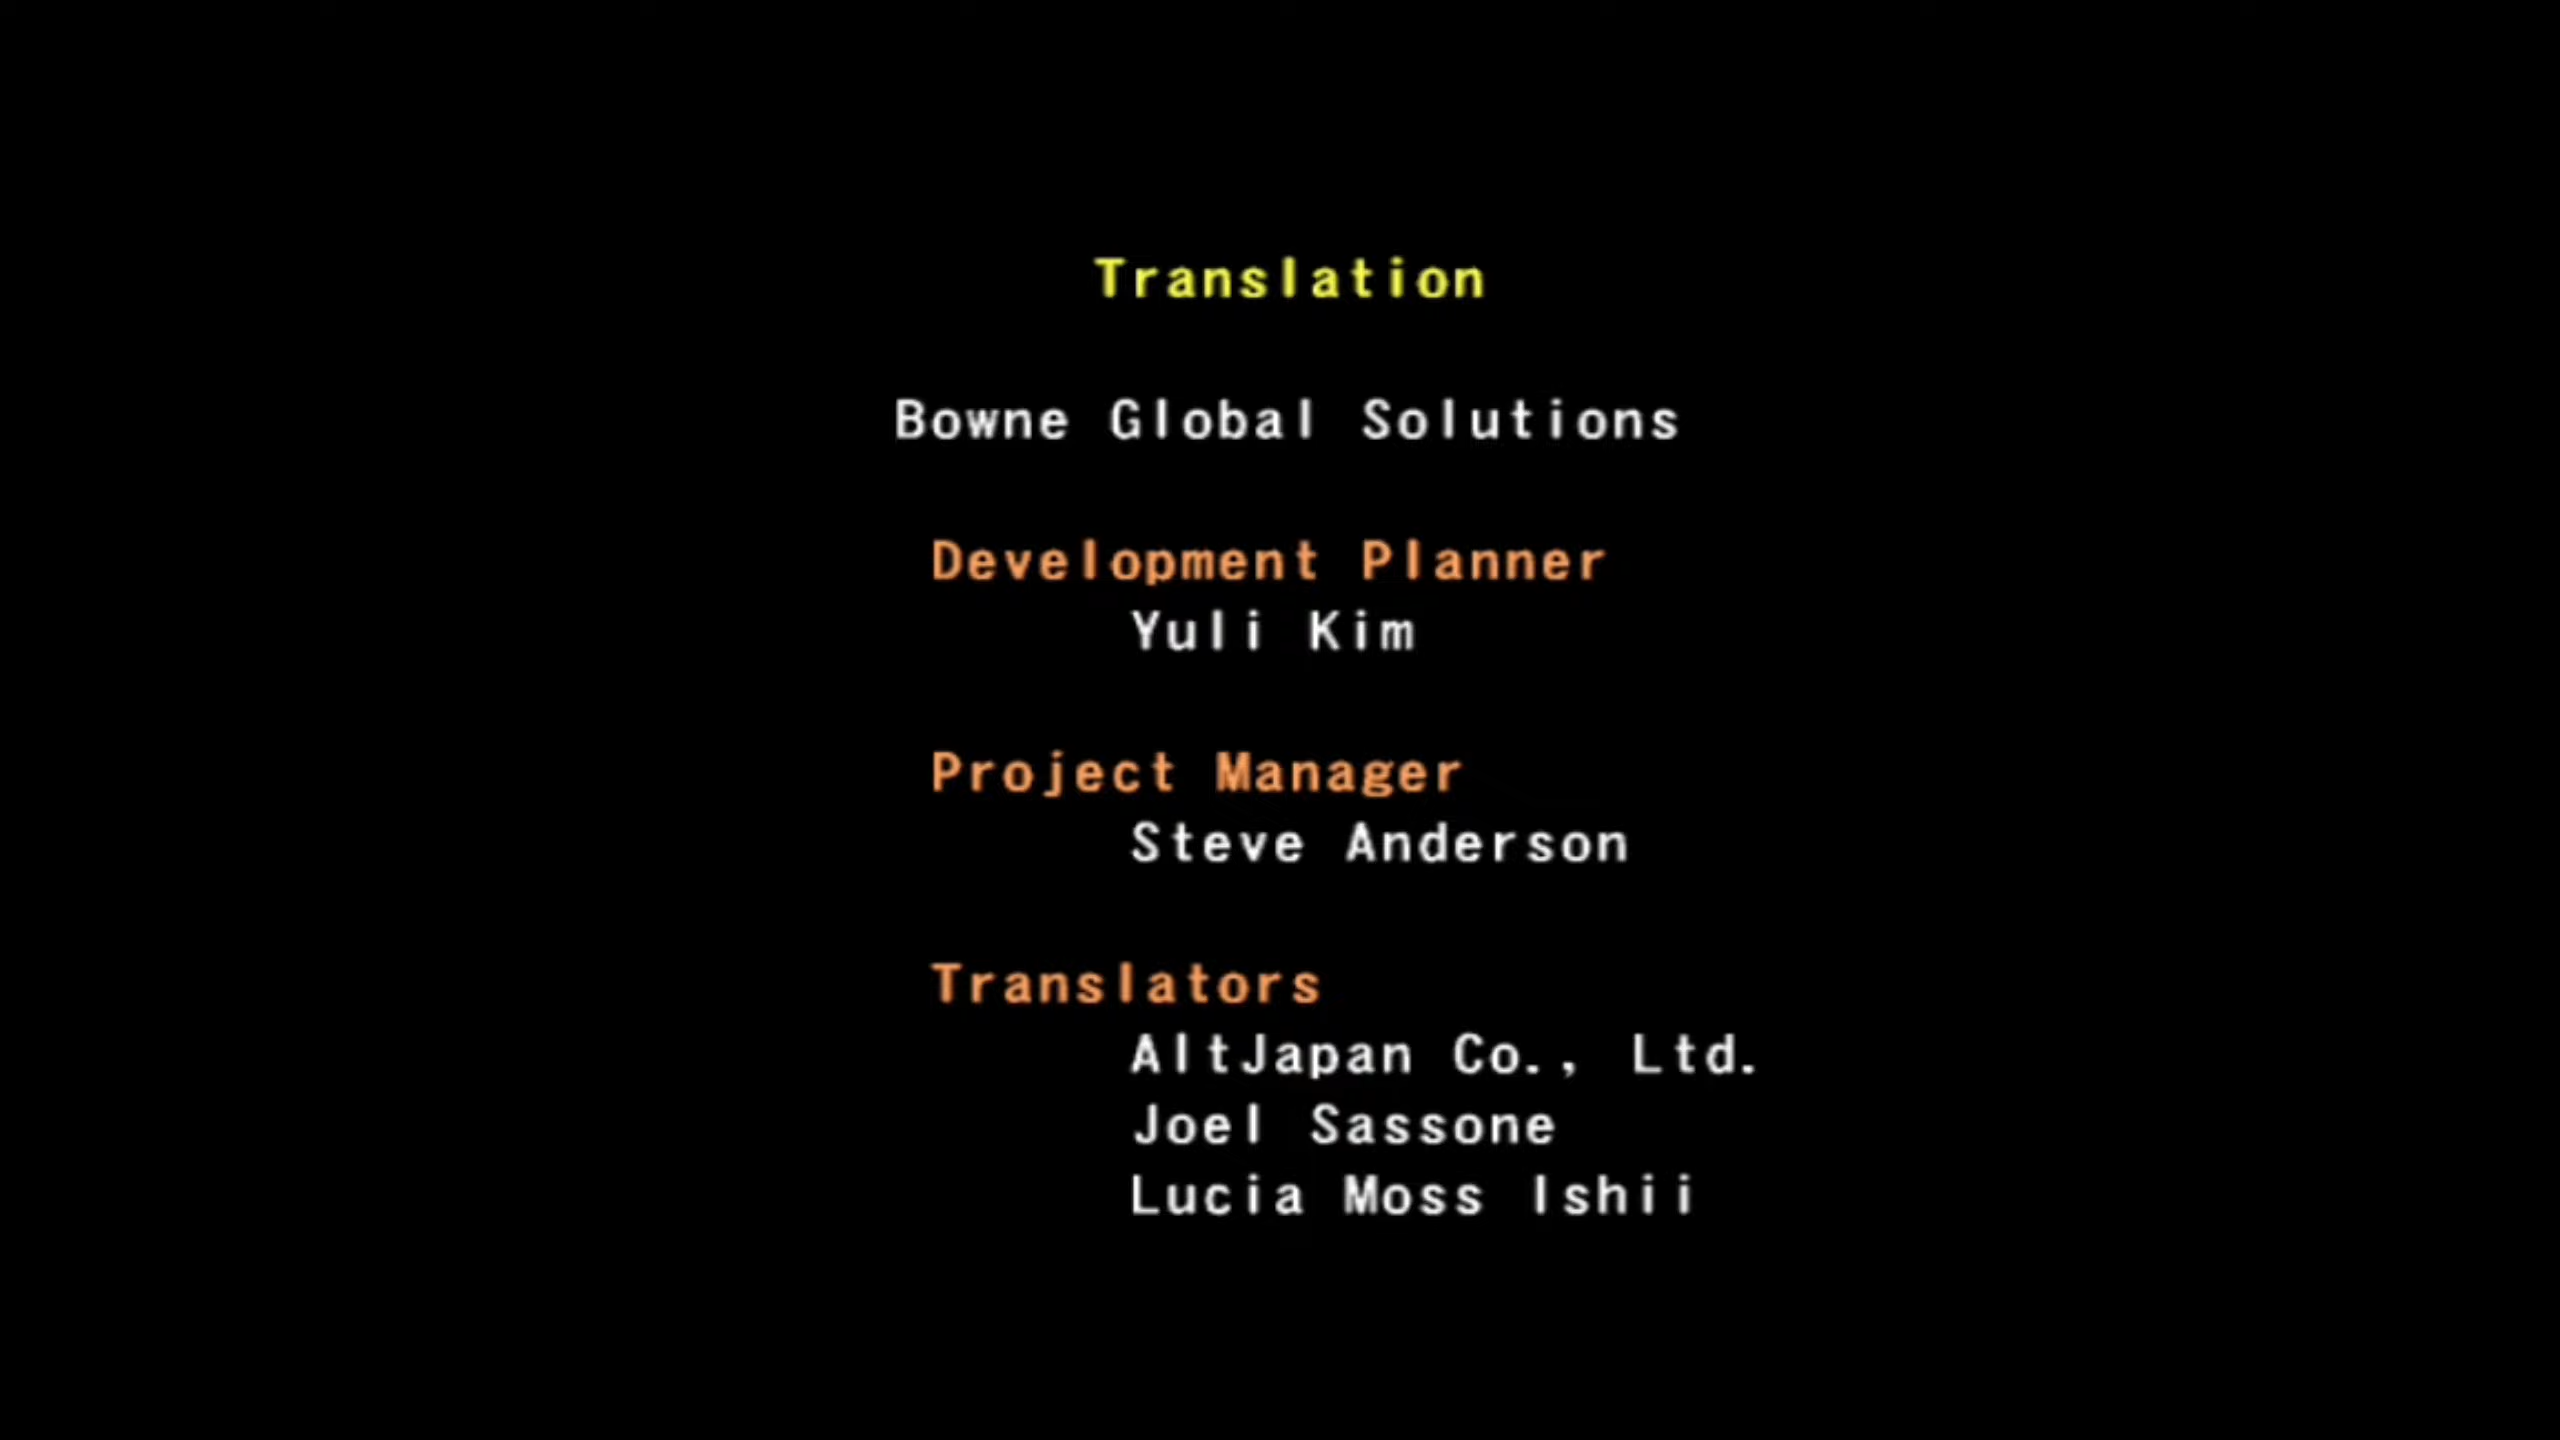 Translation
Bowne Global Solutions
Development Planner
Yuli Kim
Project Manager
Steve Anderson
Translators
AltJapan Co., Ltd.
Joel Sassone
Lucia Moss Ishii